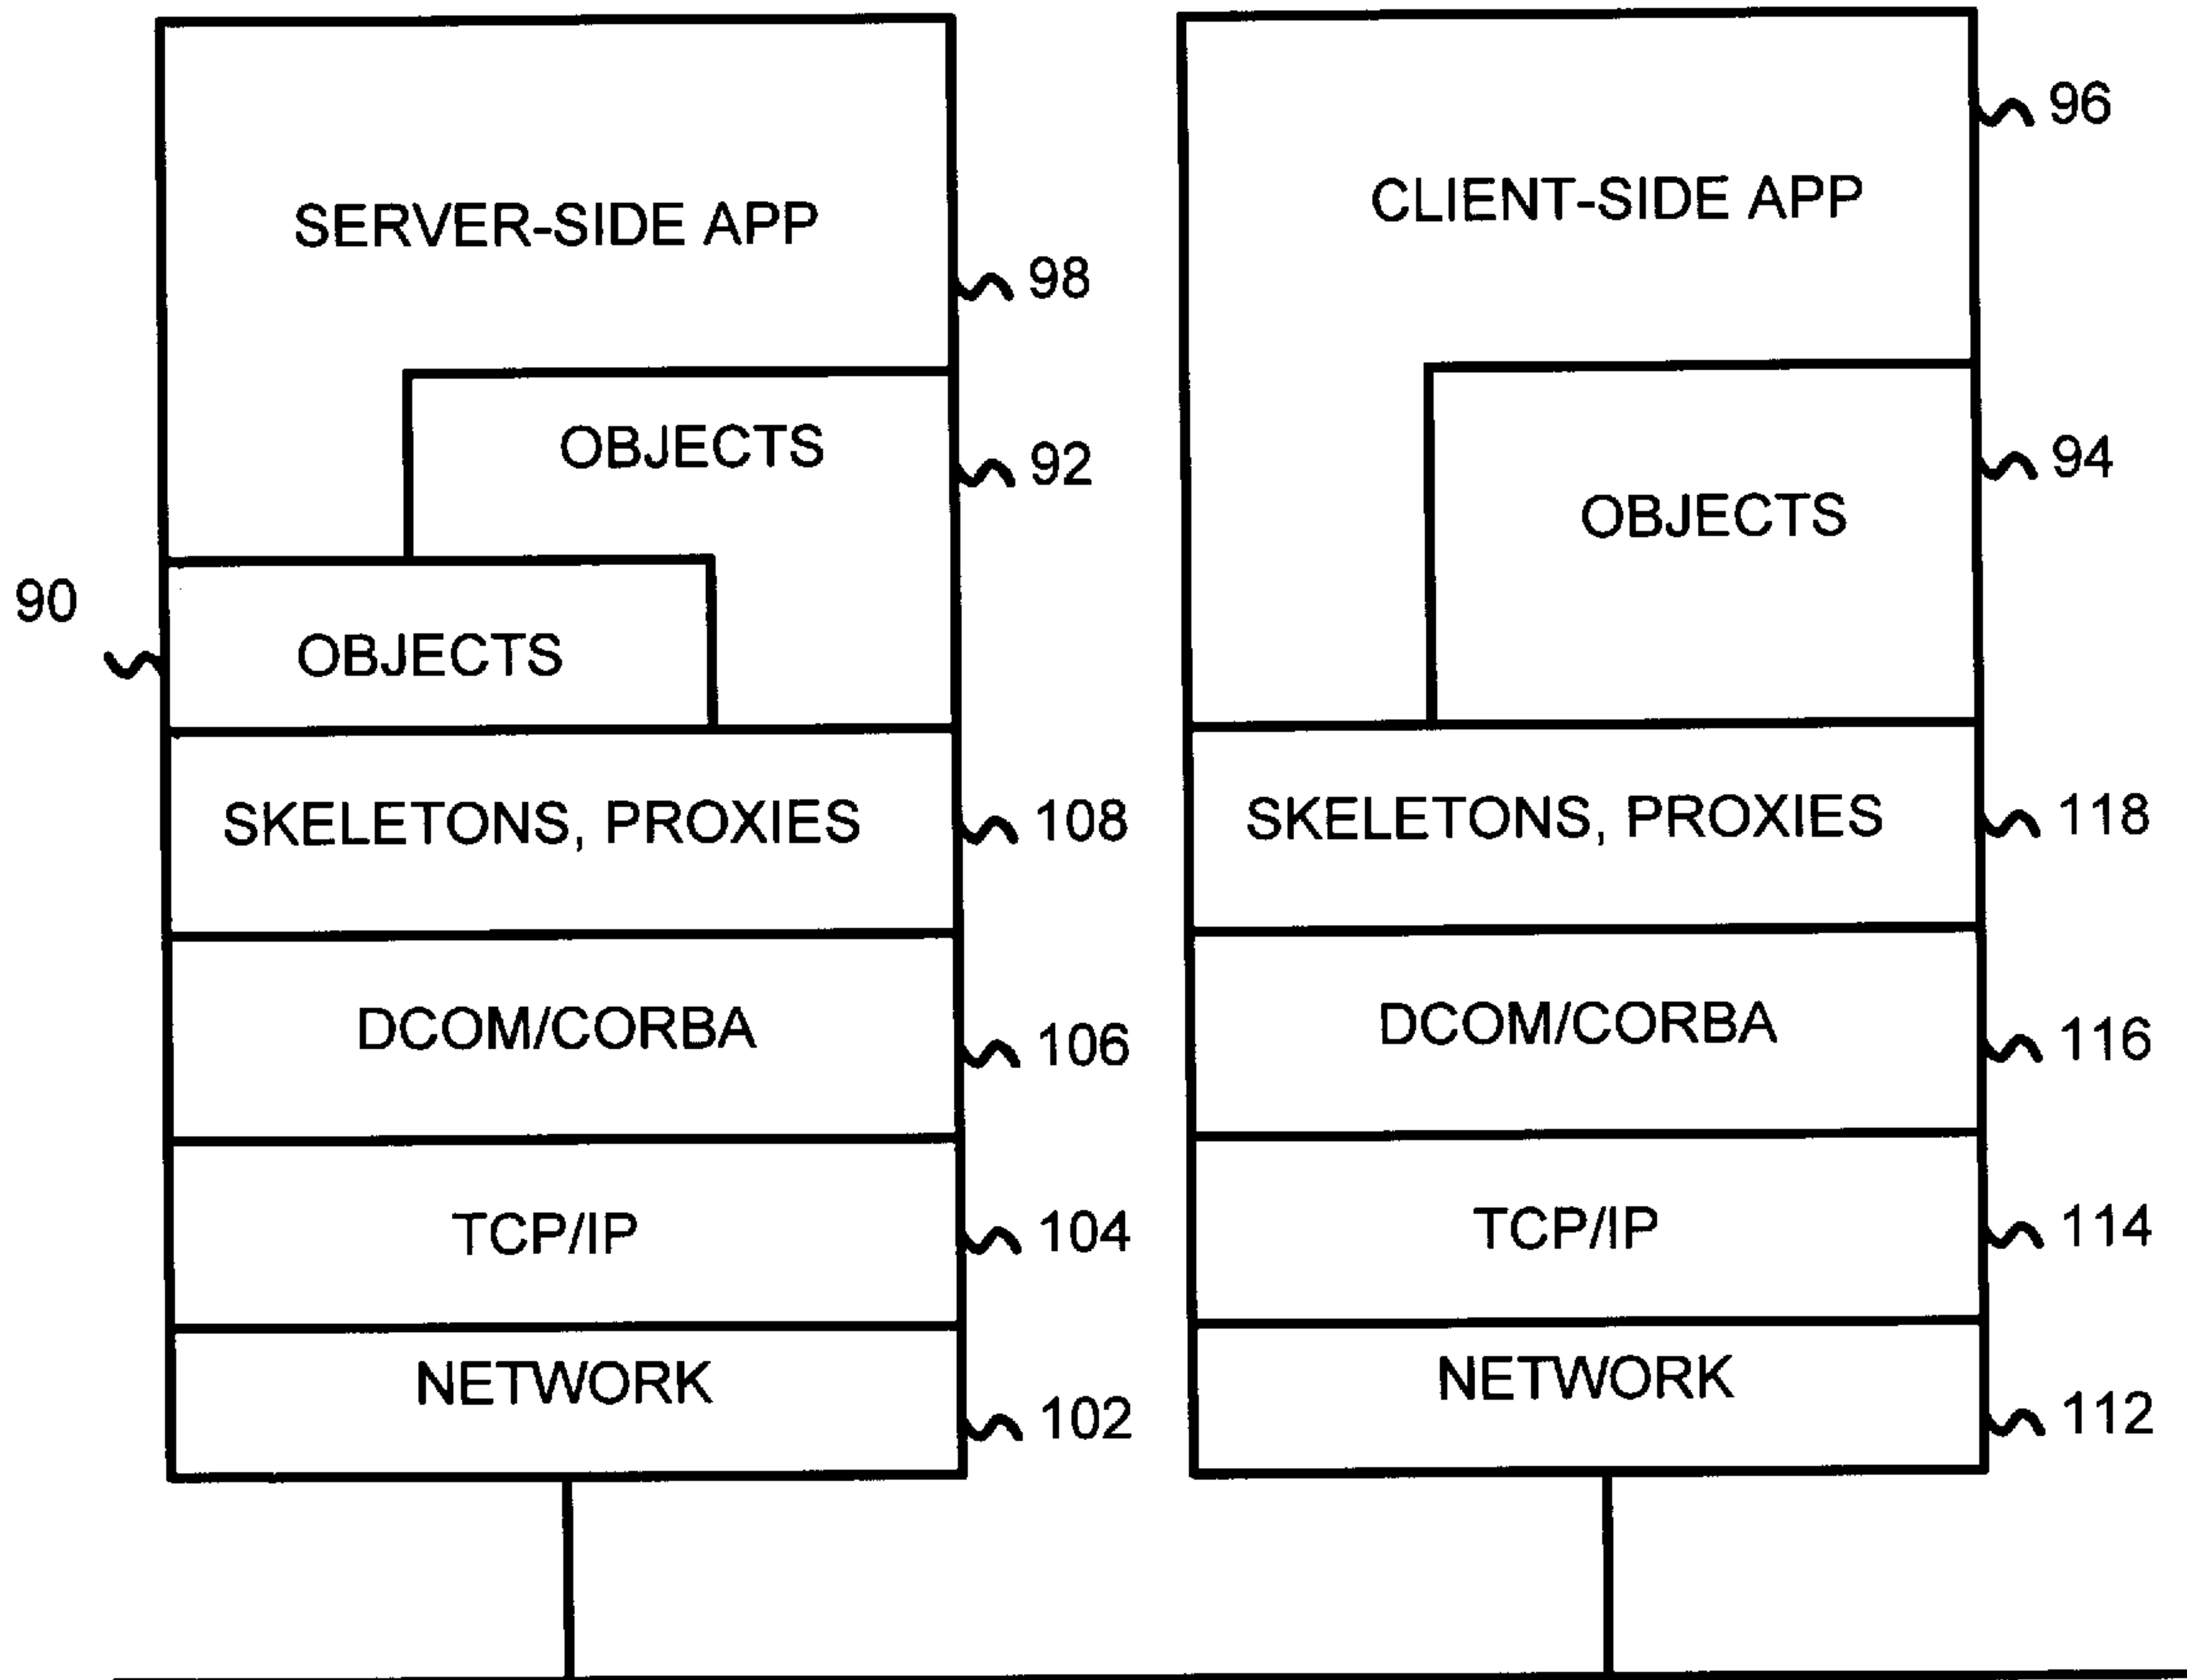 SERVER-SIDE APP
98
OBJECTS
92
90
OBJECTS
SKELETONS, PROXIES
108
DCOM/CORBA
106
TCP/IP
104
NETWORK
102
96
CLIENT-SIDE APP
94
OBJECTS
SKELETONS, PROXIES
118
DCOM/CORBA
116
TCP/IP
114
NETWORK
112